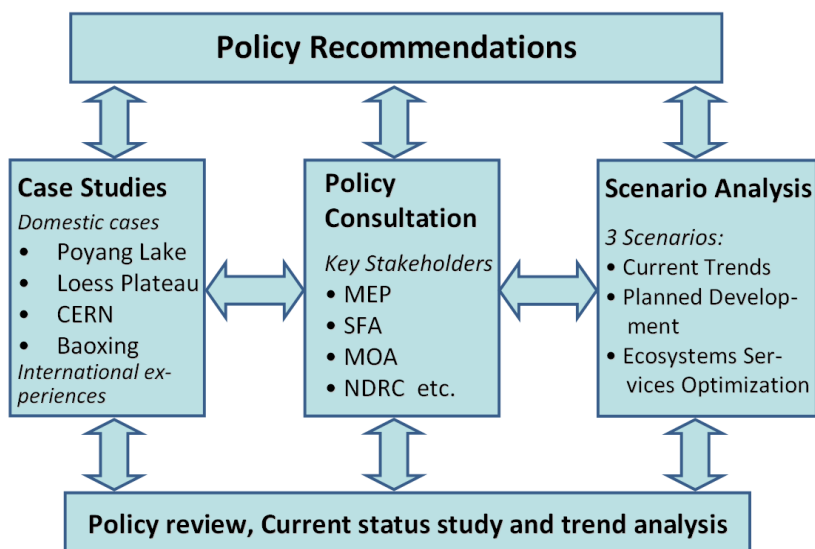 Policy Recommendations
Case Studies
Domestic cases
• Poyang Lake
• Loess Plateau
• CERN
• Baoxing
International ex-
periences
Policy
Consultation
Key Stakeholders
• MEP
• SFA
• MOA
• NDRC etc.
Scenario Analysis
3 Scenarios:
• Current Trends
• Planned Develop-
ment
• Ecosystems Ser-
vices Optimization
Policy review, Current status study and trend analysis